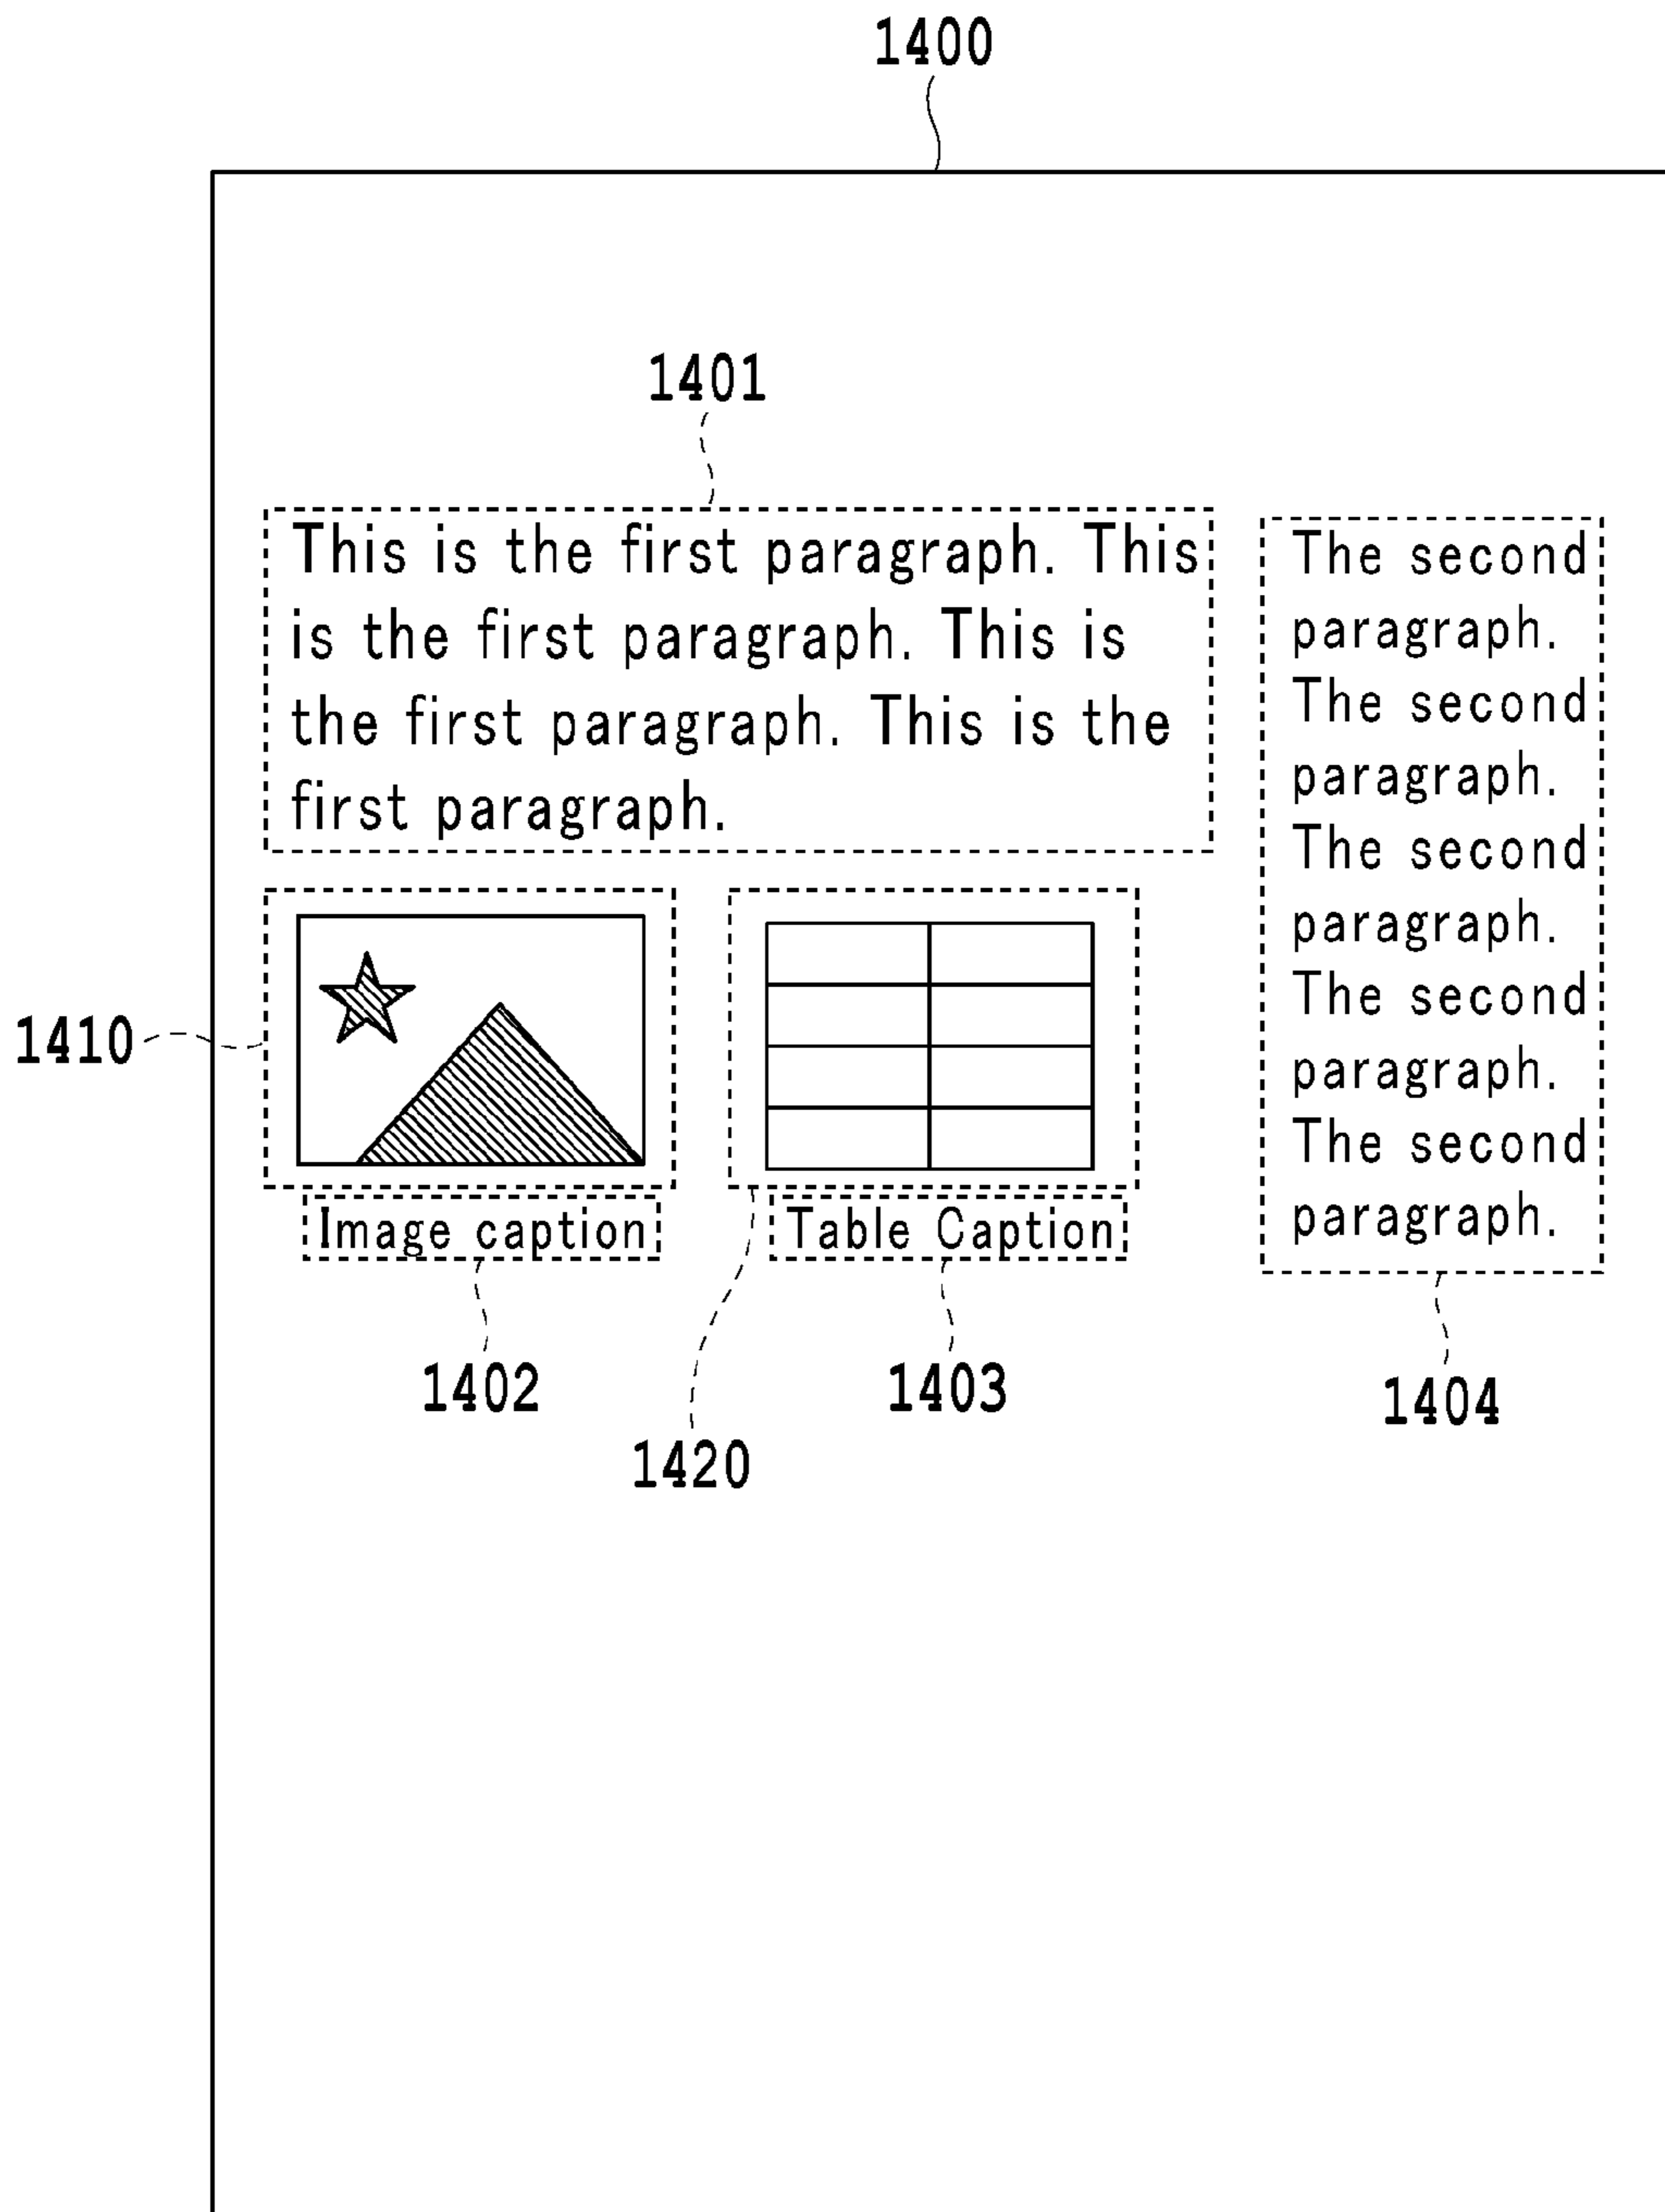 1400
1401
This is the first paragraph. This
is the first paragraph. This is
the first paragraph. This is the
first paragraph.
The second
paragraph.
The second
paragraph.
The second
paragraph.
The second
paragraph.
The second
paragraph.
1410
Image caption
Table Caption
1402
1403
1404
1420